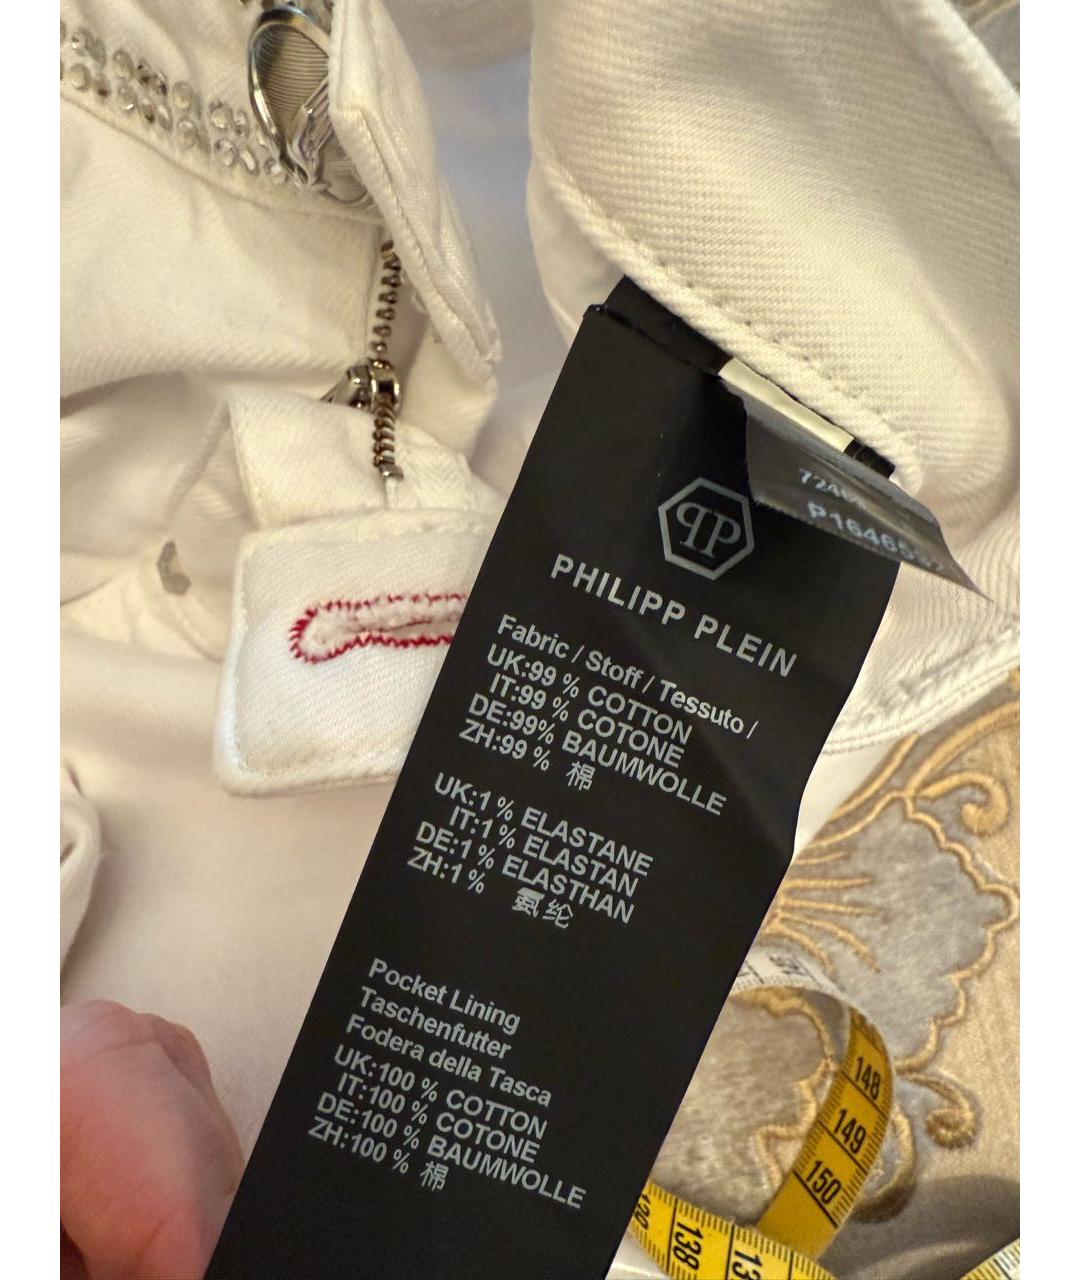 PHILIPP PLEIN
Fabric / Stoff / Tessuto /
UK:99 % COTTON
IT:99 % COTONE
DE:99% BAUMWOLLE
ZH:99 % 棉
UK:1 % ELASTANE
IT:1 % ELASTAN
DE:1 % ELASTHAN
ZH:1 % 氨纶
Pocket Lining
Taschenfutter
Fodera della Tasca
UK:100 % COTTON
IT:100 % COTONE
DE:100 % BAUMWOLLE
ZH:100 % 棉
148
149
150
138